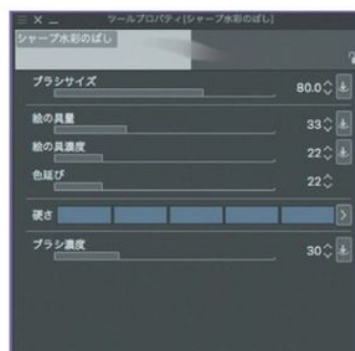 ツールプロパティ[シャープ水彩のばし]
シャープ水彩のばし
ブラシサイズ 80.0
絵の具量 33
絵の具濃度 22
色延び 22
硬さ
ブラシ濃度 30